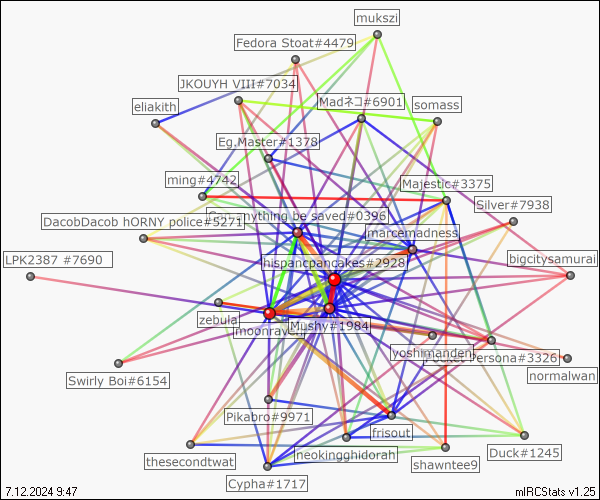 mukszi
Fedora Stoat#4479
JKOUYH VIII#7034
Madネコ#6901
eliakith
somass
Eg.Master#1378
ming#4742
Majestic#3375
Silver#7938
DacobDacob hORNY police#5271
Can anything be saved#0396
marcemadness
LPK2387 #7690
hispanicpancakes#2928
bigcitysamurai
zebula
Mushy#1984
yoshimanden
Persona#3326
Swirly Boi#6154
normalwan
Pikabro#9971
frisout
thesecondtwat
neokingghidorah
Duck#1245
shawntee9
Cypha#1717
7.12.2024 9:47
mIRCStats v1.25